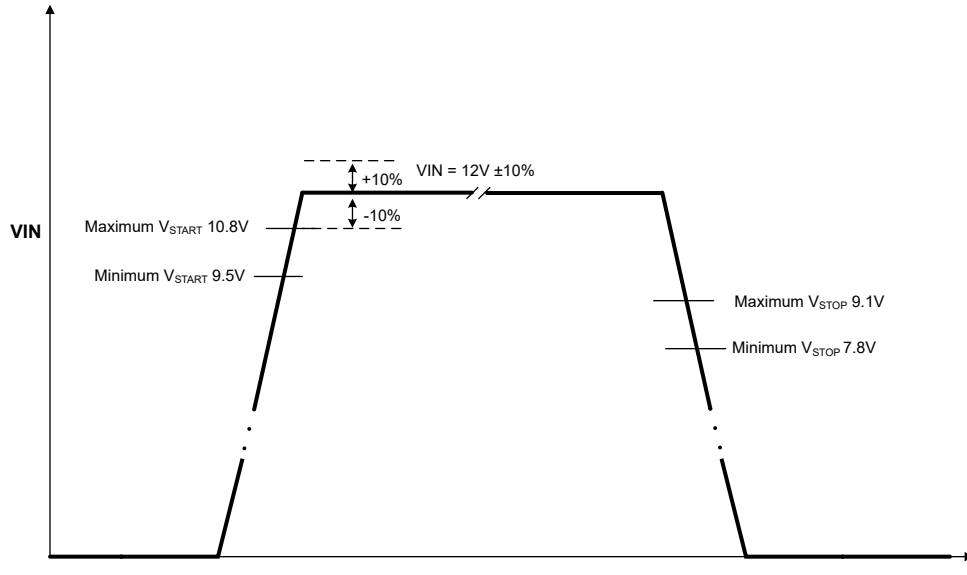 +10%
VIN = 12V ±10%
-10%
VIN
Maximum VSTART 10.8V
Minimum VSTART 9.5V
Maximum VSTOP 9.1V
Minimum VSTOP 7.8V